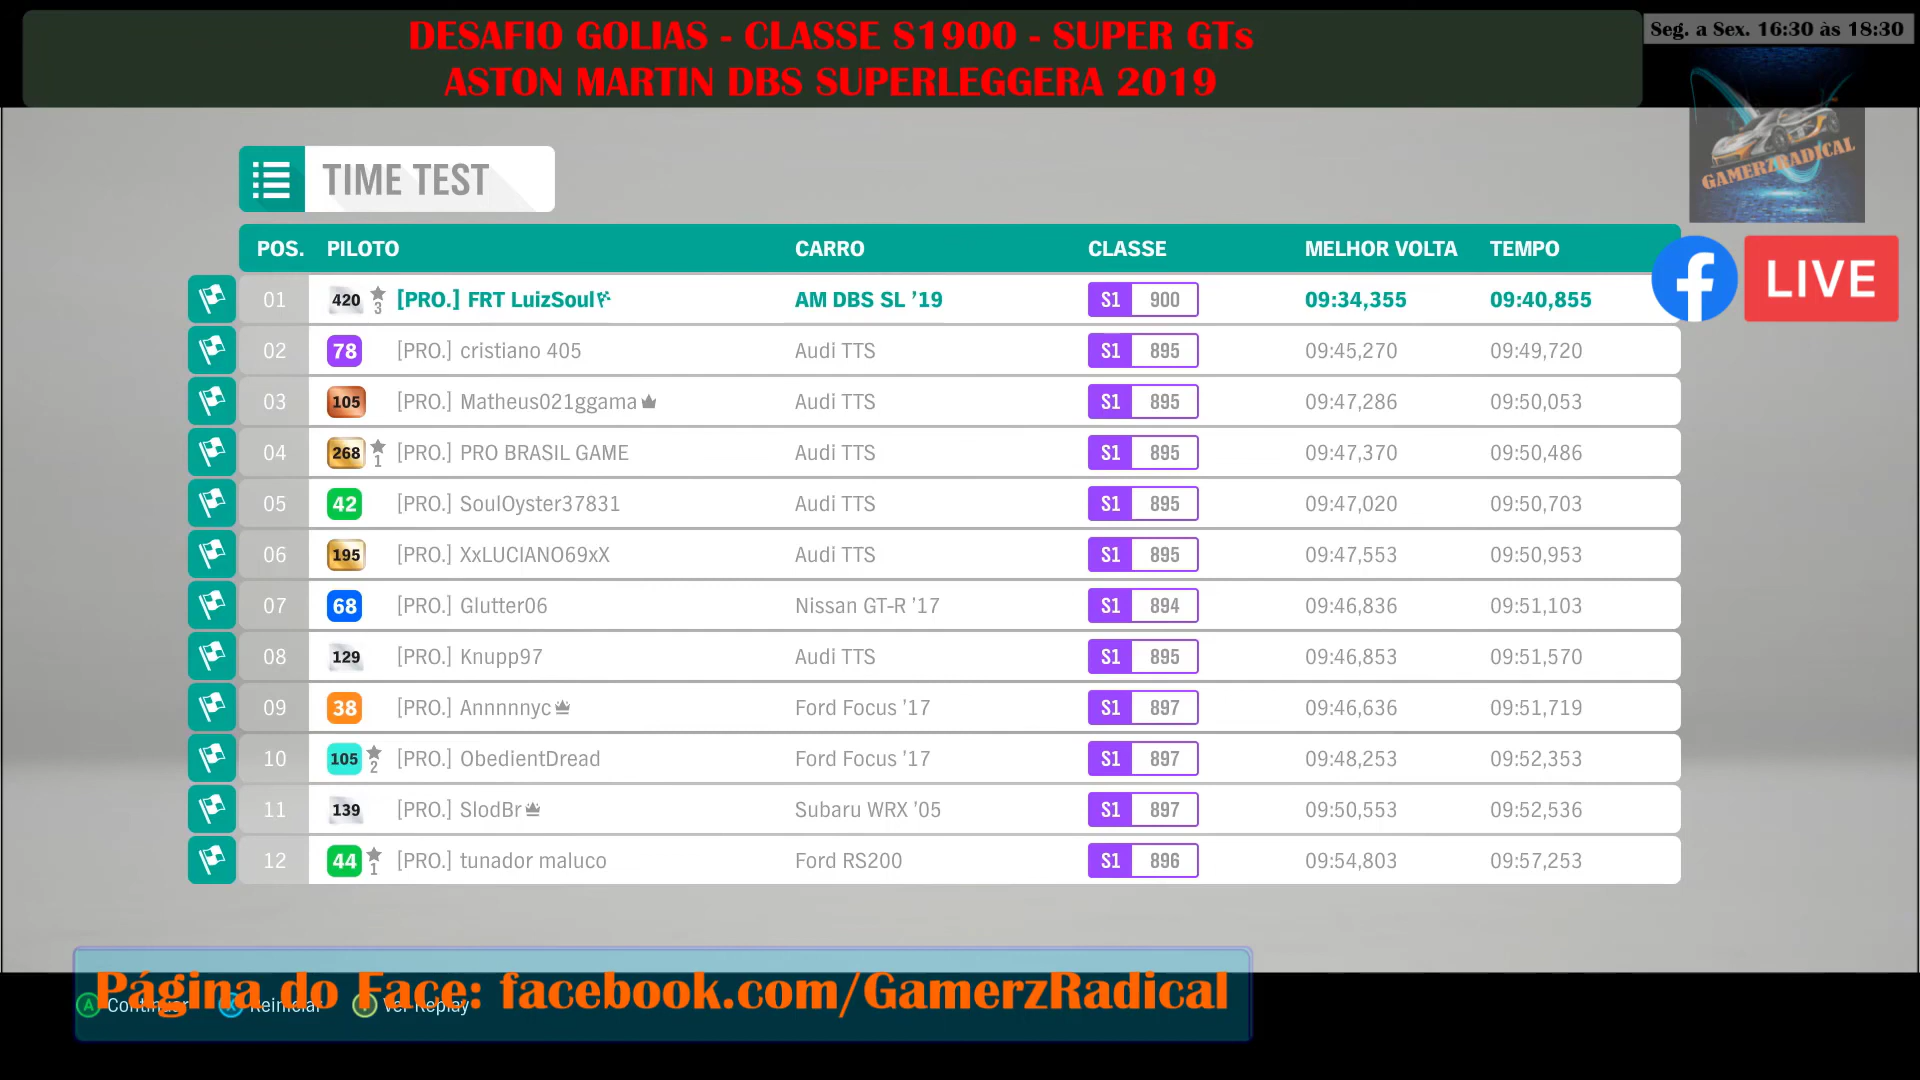 DESAFIO GOLIAS - CLASSE S1900 - SUPER GTs
ASTON MARTIN DBS SUPERLEGGERA 2019
Seg. a Sex. 16:30 às 18:30
GAMERZRADICAL
LIVE
TIME TEST
POS. PILOTO CARRO CLASSE MELHOR VOLTA TEMPO
01 420 3 [PRO.] FRT LuizSoul AM DBS SL ’19 S1 900 09:34,355 09:40,855
02 78 [PRO.] cristiano 405 Audi TTS S1 895 09:45,270 09:49,720
03 105 [PRO.] Matheus021ggama Audi TTS S1 895 09:47,286 09:50,053
04 268 1 [PRO.] PRO BRASIL GAME Audi TTS S1 895 09:47,370 09:50,486
05 42 [PRO.] SoulOyster37831 Audi TTS S1 895 09:47,020 09:50,703
06 195 [PRO.] XxLUCIANO69xX Audi TTS S1 895 09:47,553 09:50,953
07 68 [PRO.] Glutter06 Nissan GT-R ’17 S1 894 09:46,836 09:51,103
08 129 [PRO.] Knupp97 Audi TTS S1 895 09:46,853 09:51,570
09 38 [PRO.] Annnnnyc Ford Focus ’17 S1 897 09:46,636 09:51,719
10 105 2 [PRO.] ObedientDread Ford Focus ’17 S1 897 09:48,253 09:52,353
11 139 [PRO.] SlodBr Subaru WRX ’05 S1 897 09:50,553 09:52,536
12 44 1 [PRO.] tunador maluco Ford RS200 S1 896 09:54,803 09:57,253
Página do Face: facebook.com/GamerzRadical
A Continuar X Reiniciar Y Ver Replay